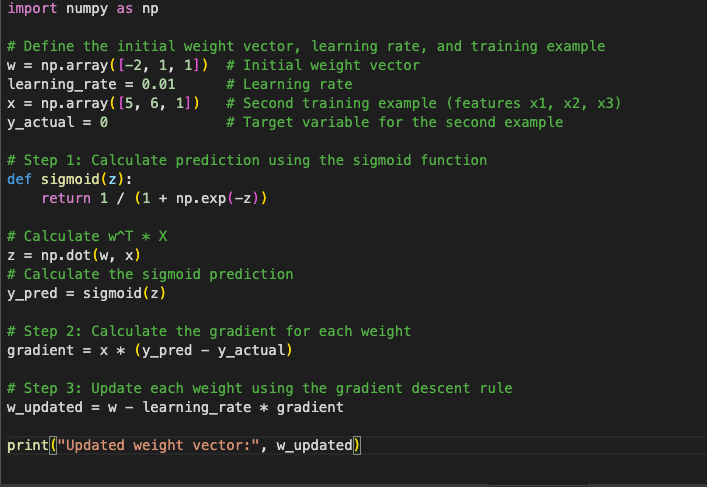 import numpy as np
# Define the initial weight vector, learning rate, and training example
w = np.array([-2, 1, 1])  # Initial weight vector
learning_rate = 0.01      # Learning rate
x = np.array([5, 6, 1])   # Second training example (features x1, x2, x3)
y_actual = 0              # Target variable for the second example
# Step 1: Calculate prediction using the sigmoid function
def sigmoid(z):
    return 1 / (1 + np.exp(-z))
# Calculate w^T * X
z = np.dot(w, x)
# Calculate the sigmoid prediction
y_pred = sigmoid(z)
# Step 2: Calculate the gradient for each weight
gradient = x * (y_pred - y_actual)
# Step 3: Update each weight using the gradient descent rule
w_updated = w - learning_rate * gradient
print("Updated weight vector:", w_updated)